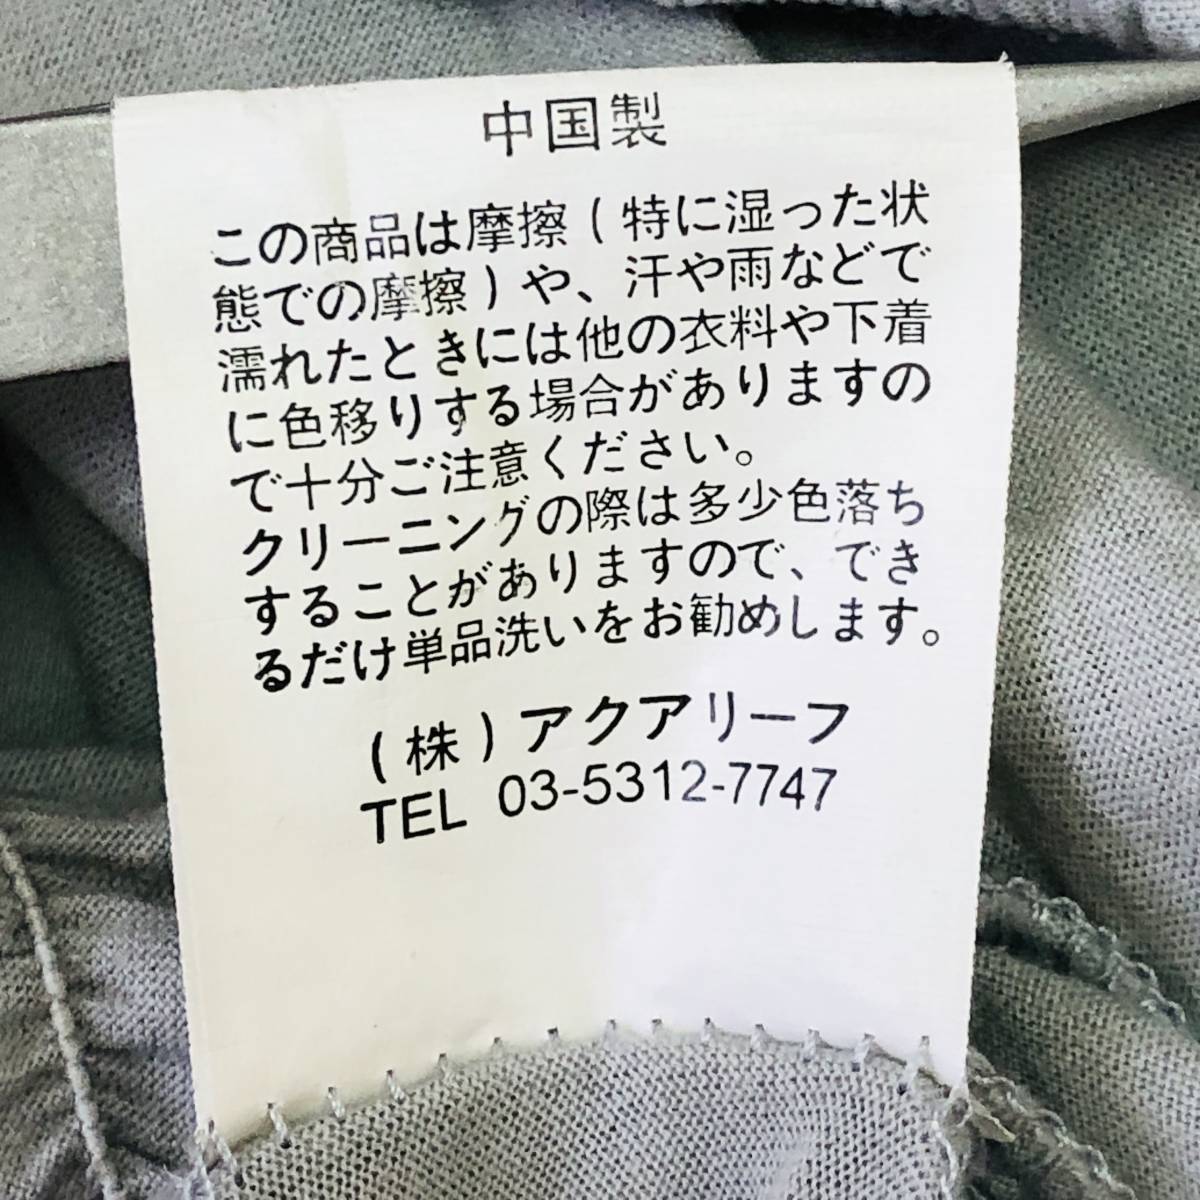 中国製
この商品は摩擦(特に湿った状
態での摩擦)や、汗や雨などで
濡れたときには他の衣料や下着
に色移りする場合がありますの
で十分ご注意ください。
クリーニングの際は多少色落ち
することがありますので、でき
るだけ単品洗いをお勧めします。
(株)アクアリーフ
TEL 03-5312-7747